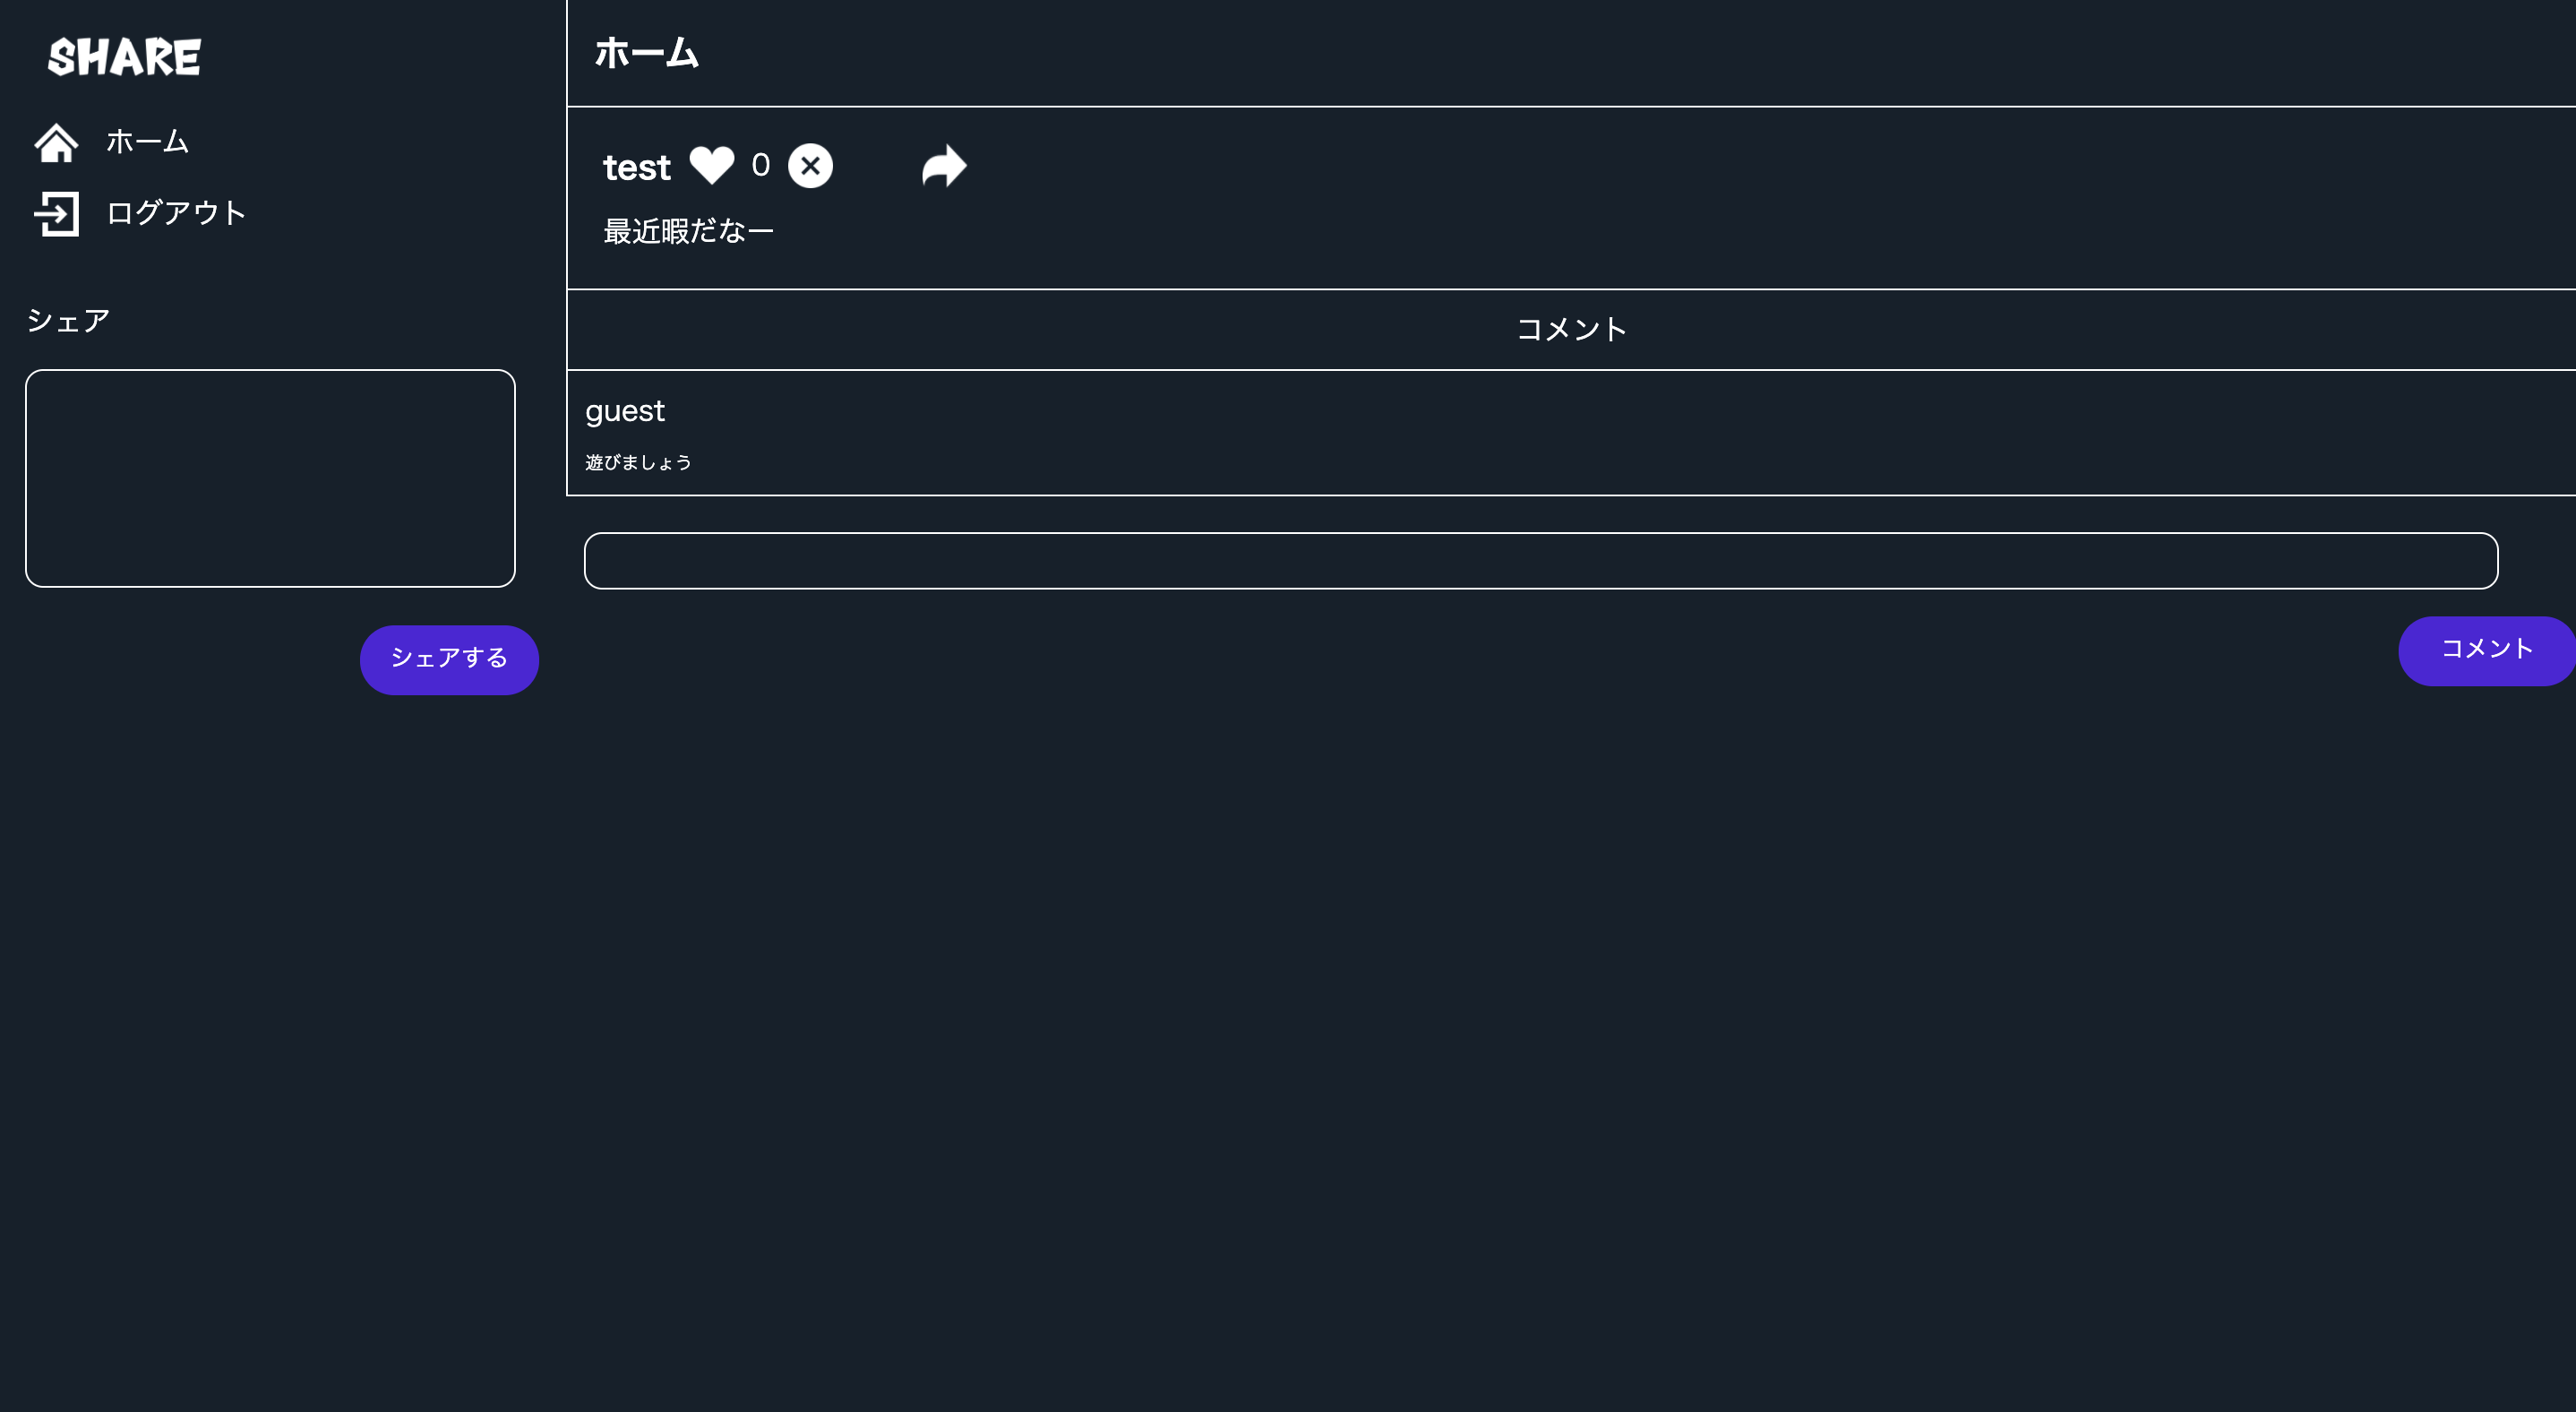 SHARE
ホーム
ログアウト
シェア
シェアする
ホーム
test 0
最近暇だなー
コメント
guest
遊びましょう
コメント